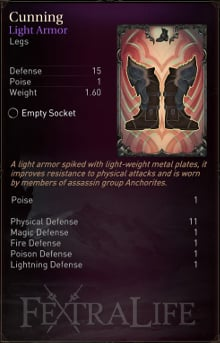 Cunning
Light Armor
Legs
Defense 15
Poise 1
Weight 1.60
Empty Socket
A light armor spiked with light-weight metal plates, it
improves resistance to physical attacks and is worn
by members of assassin group Anchorites.
Poise 1
Physical Defense 11
Magic Defense 1
Fire Defense 1
Poison Defense 1
Lightning Defense 1
FEXTRALIFE